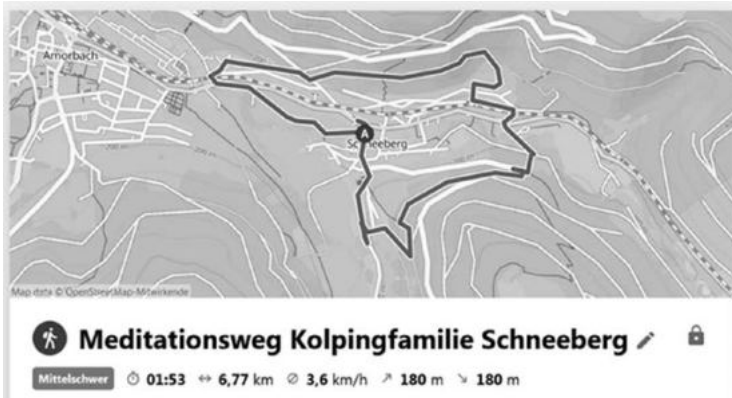 Amorbach
Schneeberg
A
Map data © OpenStreetMap-Mitwirkende
Meditationsweg Kolpingfamilie Schneeberg
Mittelschwer 01:53 6,77 km 3,6 km/h 180 m 180 m